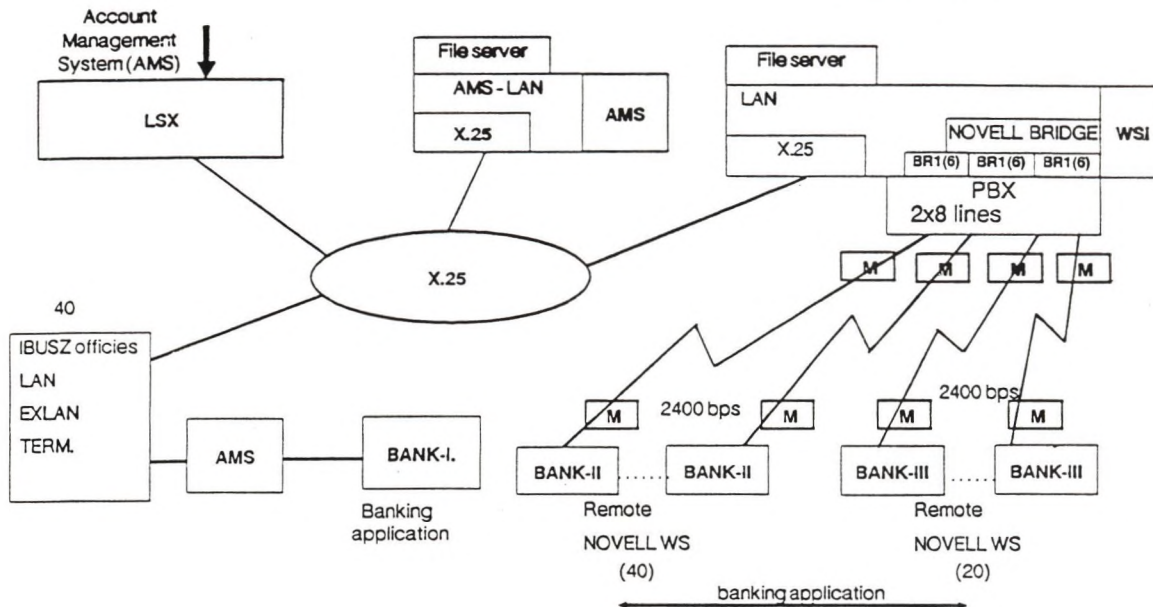 Account
Management
System (AMS)
LSX
File server
AMS - LAN
AMS
X.25
File server
LAN
NOVELL BRIDGE
WSI
X.25
BR1(6) BR1(6) BR1(6)
PBX
2x8 lines
M M M M
X.25
40
IBUSZ officies
LAN
EXLAN
TERM.
AMS
BANK-I.
Banking
application
M 2400 bps M
M 2400 bps M
BANK-II ...... BANK-II
BANK-III ...... BANK-III
Remote
NOVELL WS
(40)
Remote
NOVELL WS
(20)
banking application